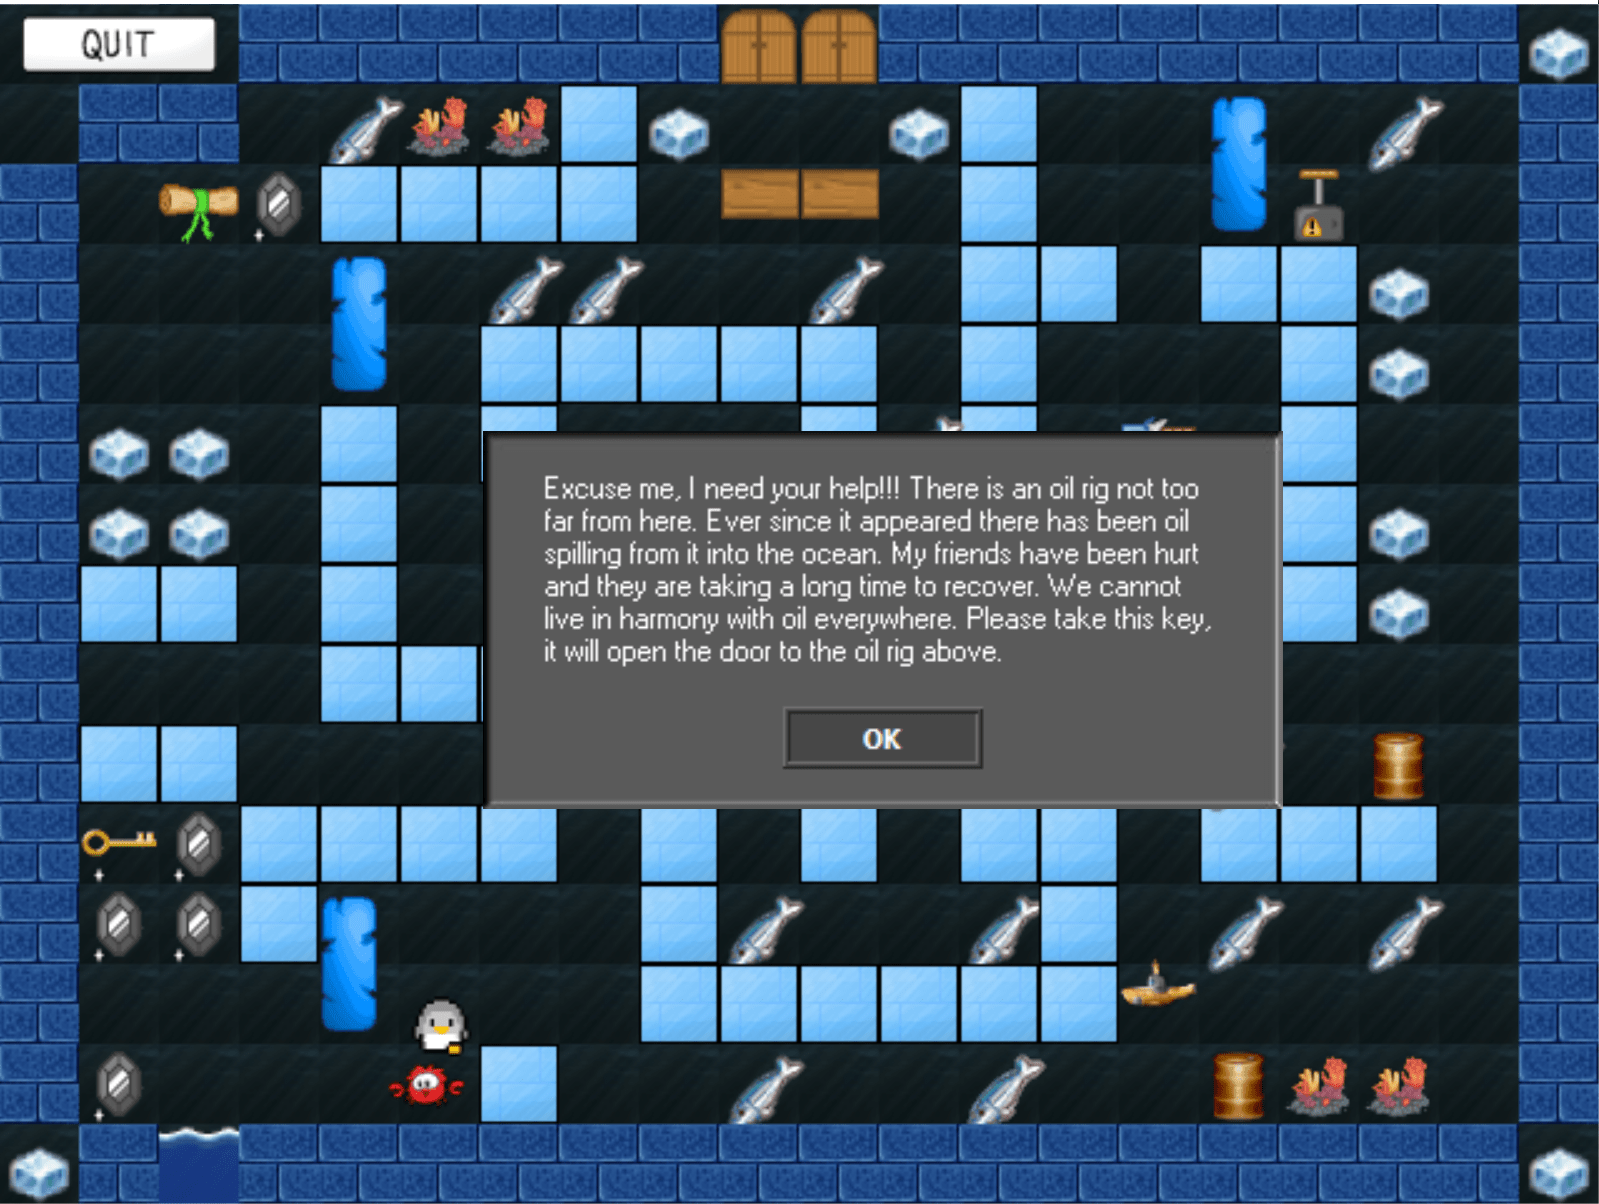 QUIT
Excuse me, I need your help!!! There is an oil rig not too
far from here. Ever since it appeared there has been oil
spilling from it into the ocean. My friends have been hurt
and they are taking a long time to recover. We cannot
live in harmony with oil everywhere. Please take this key,
it will open the door to the oil rig above.
OK